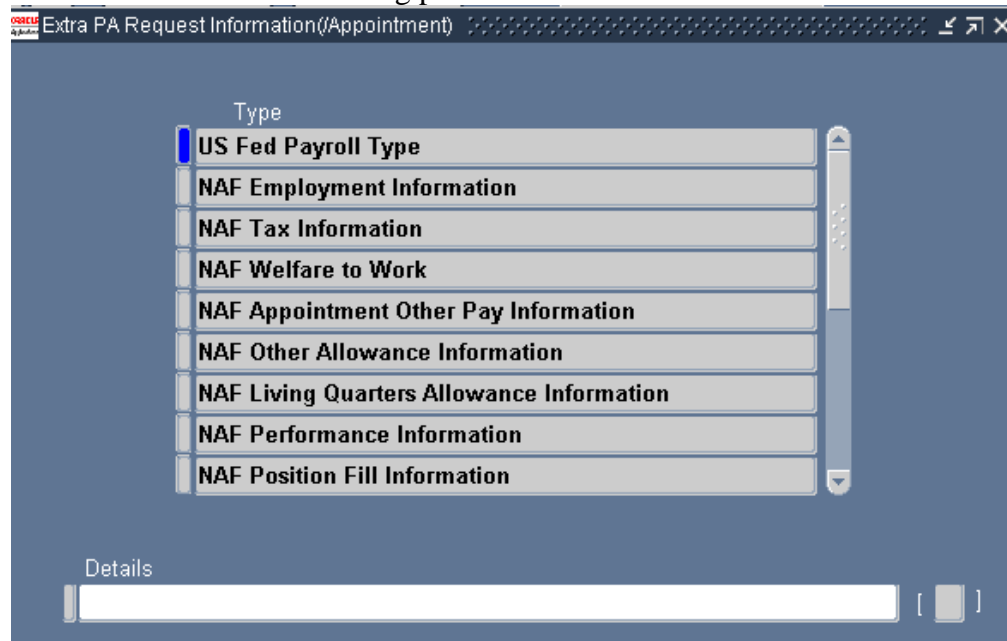 ORACLE
Extra PA Request Information(/Appointment)
Type
US Fed Payroll Type
NAF Employment Information
NAF Tax Information
NAF Welfare to Work
NAF Appointment Other Pay Information
NAF Other Allowance Information
NAF Living Quarters Allowance Information
NAF Performance Information
NAF Position Fill Information
Details
[ ]